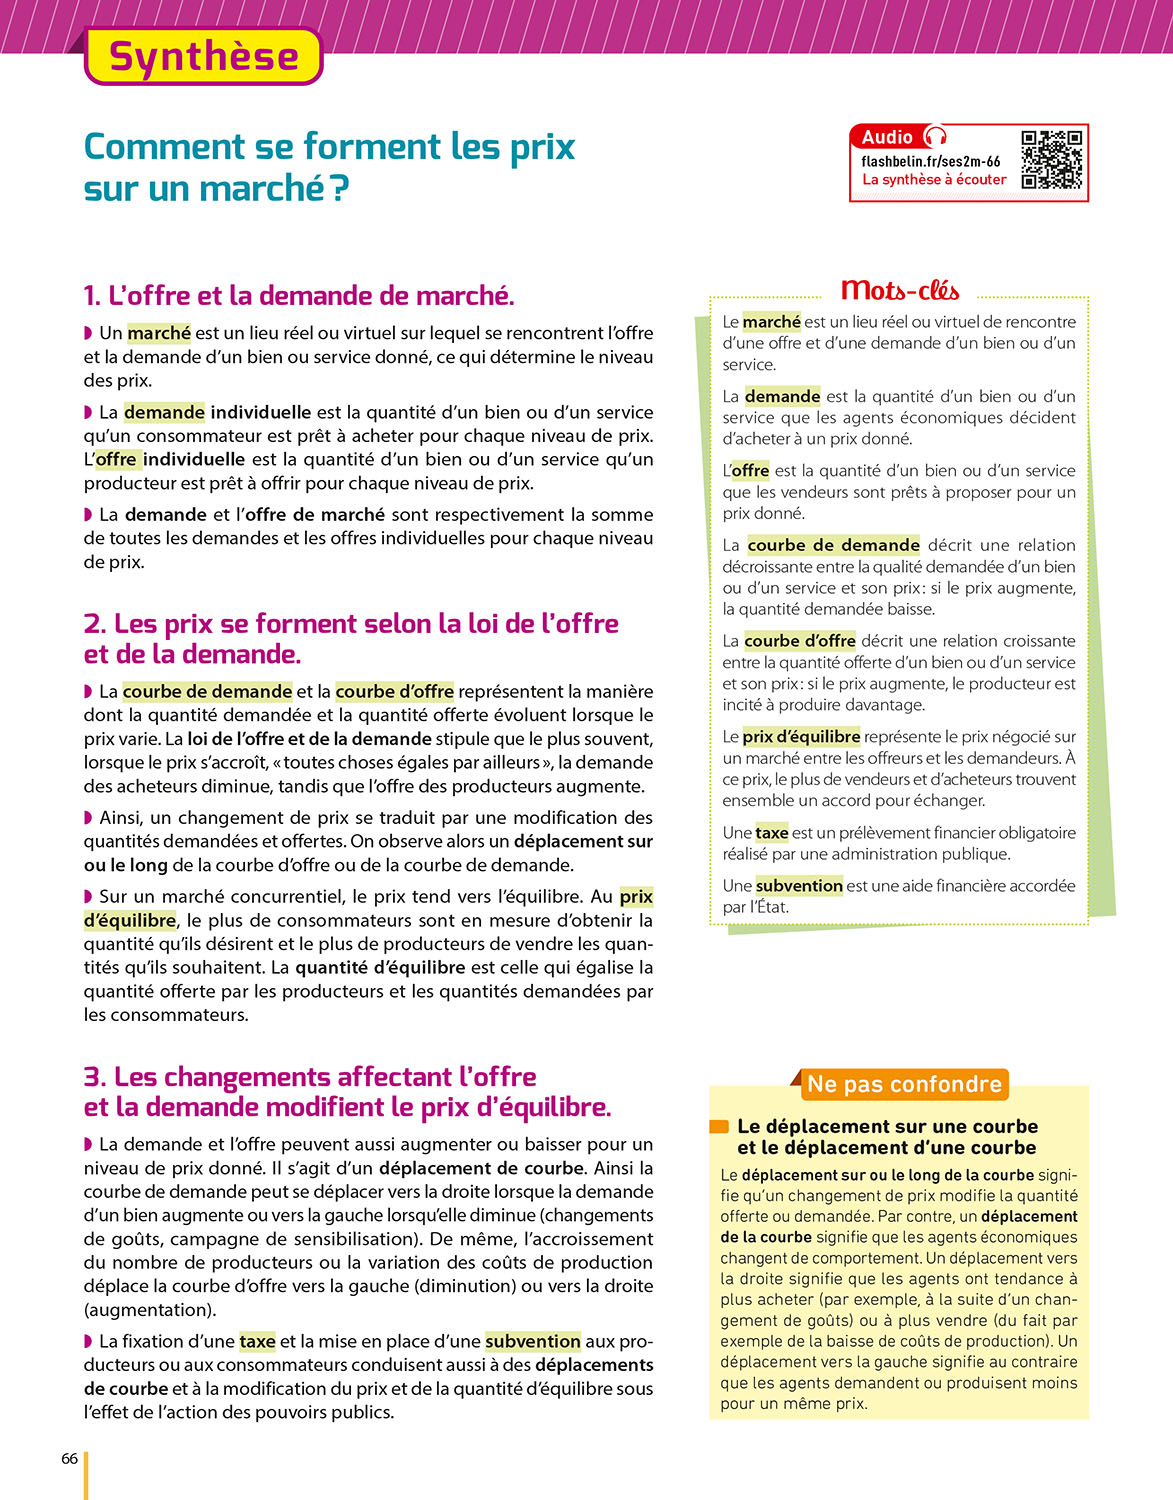 Synthèse
Comment se forment les prix
sur un marché ?
Audio
flashbelin.fr/ses2m-66
La synthèse à écouter
1. L’offre et la demande de marché.
◗ Un marché est un lieu réel ou virtuel sur lequel se rencontrent l’offre
et la demande d’un bien ou service donné, ce qui détermine le niveau
des prix.
◗ La demande individuelle est la quantité d’un bien ou d’un service
qu’un consommateur est prêt à acheter pour chaque niveau de prix.
L’offre individuelle est la quantité d’un bien ou d’un service qu’un
producteur est prêt à offrir pour chaque niveau de prix.
◗ La demande et l’offre de marché sont respectivement la somme
de toutes les demandes et les offres individuelles pour chaque niveau
de prix.
2. Les prix se forment selon la loi de l’offre
et de la demande.
◗ La courbe de demande et la courbe d’offre représentent la manière
dont la quantité demandée et la quantité offerte évoluent lorsque le
prix varie. La loi de l’offre et de la demande stipule que le plus souvent,
lorsque le prix s’accroît, « toutes choses égales par ailleurs », la demande
des acheteurs diminue, tandis que l’offre des producteurs augmente.
◗ Ainsi, un changement de prix se traduit par une modification des
quantités demandées et offertes. On observe alors un déplacement sur
ou le long de la courbe d’offre ou de la courbe de demande.
◗ Sur un marché concurrentiel, le prix tend vers l’équilibre. Au prix
d’équilibre, le plus de consommateurs sont en mesure d’obtenir la
quantité qu’ils désirent et le plus de producteurs de vendre les quan-
tités qu’ils souhaitent. La quantité d’équilibre est celle qui égalise la
quantité offerte par les producteurs et les quantités demandées par
les consommateurs.
3. Les changements affectant l’offre
et la demande modifient le prix d’équilibre.
◗ La demande et l’offre peuvent aussi augmenter ou baisser pour un
niveau de prix donné. Il s’agit d’un déplacement de courbe. Ainsi la
courbe de demande peut se déplacer vers la droite lorsque la demande
d’un bien augmente ou vers la gauche lorsqu’elle diminue (changements
de goûts, campagne de sensibilisation). De même, l’accroissement
du nombre de producteurs ou la variation des coûts de production
déplace la courbe d’offre vers la gauche (diminution) ou vers la droite
(augmentation).
◗ La fixation d’une taxe et la mise en place d’une subvention aux pro-
ducteurs ou aux consommateurs conduisent aussi à des déplacements
de courbe et à la modification du prix et de la quantité d’équilibre sous
l’effet de l’action des pouvoirs publics.
Mots-clés
Le marché est un lieu réel ou virtuel de rencontre
d’une offre et d’une demande d’un bien ou d’un
service.
La demande est la quantité d’un bien ou d’un
service que les agents économiques décident
d’acheter à un prix donné.
L’offre est la quantité d’un bien ou d’un service
que les vendeurs sont prêts à proposer pour un
prix donné.
La courbe de demande décrit une relation
décroissante entre la qualité demandée d’un bien
ou d’un service et son prix : si le prix augmente,
la quantité demandée baisse.
La courbe d’offre décrit une relation croissante
entre la quantité offerte d’un bien ou d’un service
et son prix : si le prix augmente, le producteur est
incité à produire davantage.
Le prix d’équilibre représente le prix négocié sur
un marché entre les offreurs et les demandeurs. À
ce prix, le plus de vendeurs et d’acheteurs trouvent
ensemble un accord pour échanger.
Une taxe est un prélèvement financier obligatoire
réalisé par une administration publique.
Une subvention est une aide financière accordée
par l’État.
Ne pas confondre
Le déplacement sur une courbe
et le déplacement d’une courbe
Le déplacement sur ou le long de la courbe signi-
fie qu’un changement de prix modifie la quantité
offerte ou demandée. Par contre, un déplacement
de la courbe signifie que les agents économiques
changent de comportement. Un déplacement vers
la droite signifie que les agents ont tendance à
plus acheter (par exemple, à la suite d’un chan-
gement de goûts) ou à plus vendre (du fait par
exemple de la baisse de coûts de production). Un
déplacement vers la gauche signifie au contraire
que les agents demandent ou produisent moins
pour un même prix.
66